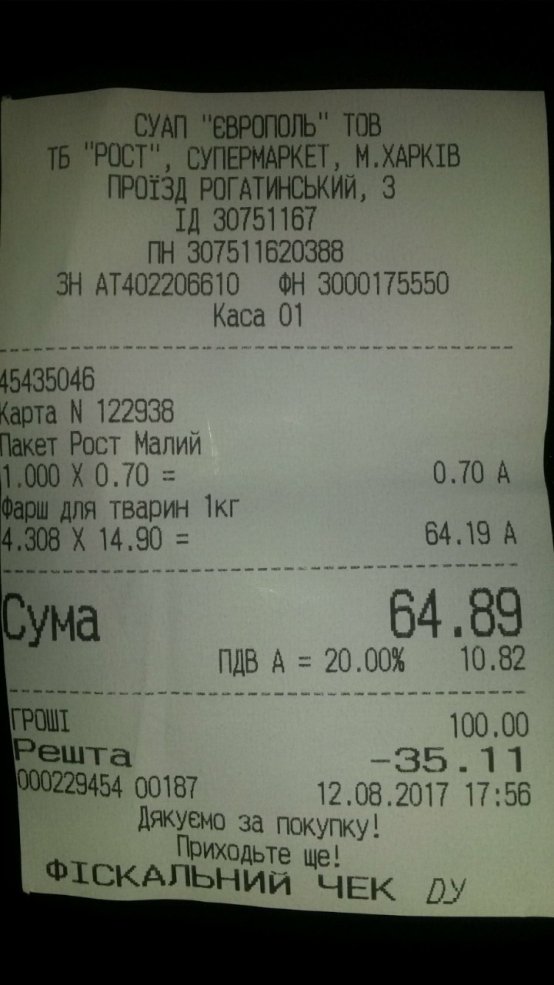 СУАП "ЄВРОПОЛЬ" ТОВ
ТБ "РОСТ", СУПЕРМАРКЕТ, М.ХАРКІВ
ПРОЇЗД РОГАТИНСЬКИЙ, 3
ІД 30751167
ПН 307511620388
ЗН АТ402206610 ФН 3000175550
Каса 01
45435046
Карта N 122938
Пакет Рост Малий
1.000 X 0.70 = 0.70 А
Фарш для тварин 1кг
4.308 X 14.90 = 64.19 А
Сума 64.89
ПДВ А = 20.00% 10.82
ГРОШІ 100.00
Решта -35.11
000229454 00187 12.08.2017 17:56
Дякуємо за покупку!
Приходьте ще!
ФІСКАЛЬНИЙ ЧЕК DУ